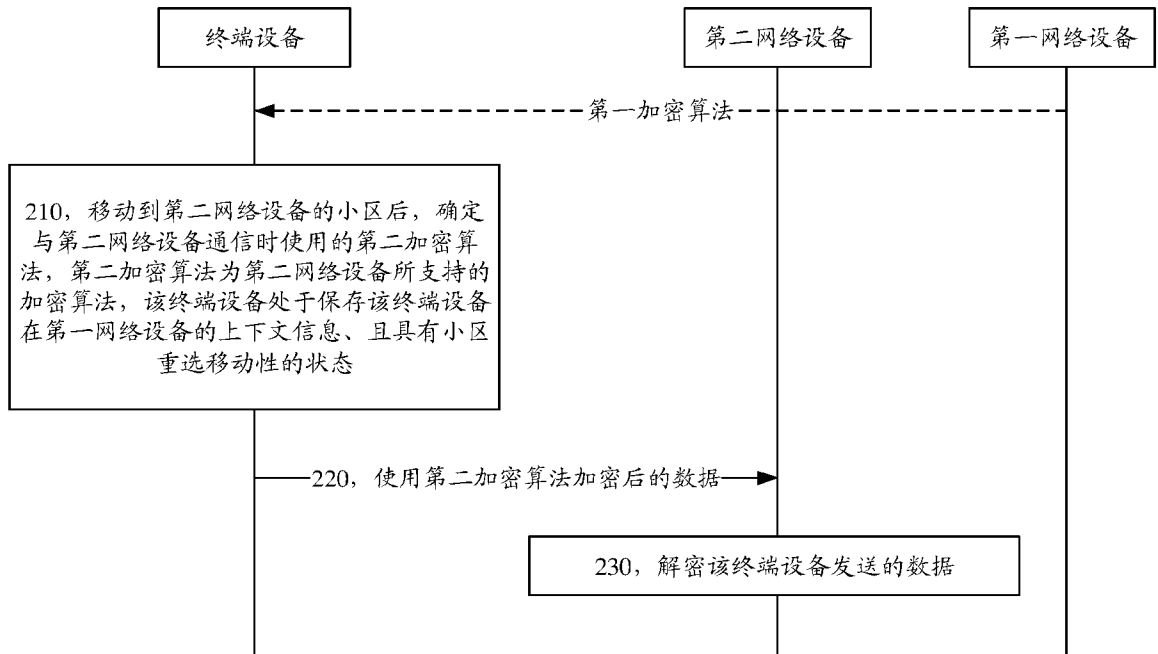 终端设备
第二网络设备
第一网络设备
第一加密算法
210，移动到第二网络设备的小区后，确定
与第二网络设备通信时使用的第二加密算
法，第二加密算法为第二网络设备所支持的
加密算法，该终端设备处于保存该终端设备
在第一网络设备的上下文信息、且具有小区
重选移动性的状态
220，使用第二加密算法加密后的数据
230，解密该终端设备发送的数据